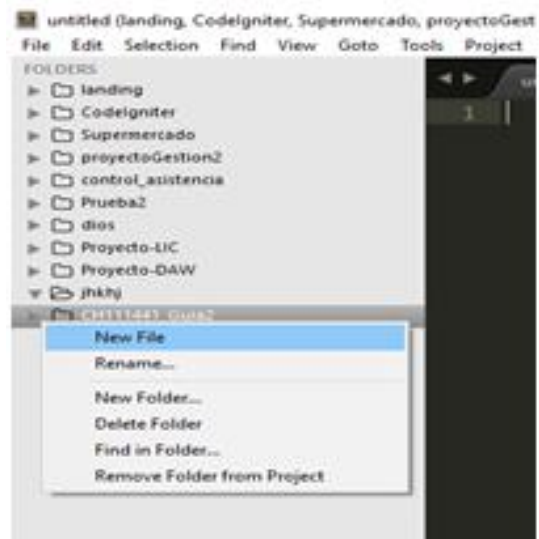 untitled (landing, CodeIgniter, Supermercado, proyectoGest
File Edit Selection Find View Goto Tools Project
FOLDERS
landing
CodeIgniter
Supermercado
proyectoGestion2
control_asistencia
Prueba2
dios
Proyecto-LIC
Proyecto-DAW
jhkhj
1
New File
Rename...
New Folder...
Delete Folder
Find in Folder...
Remove Folder from Project